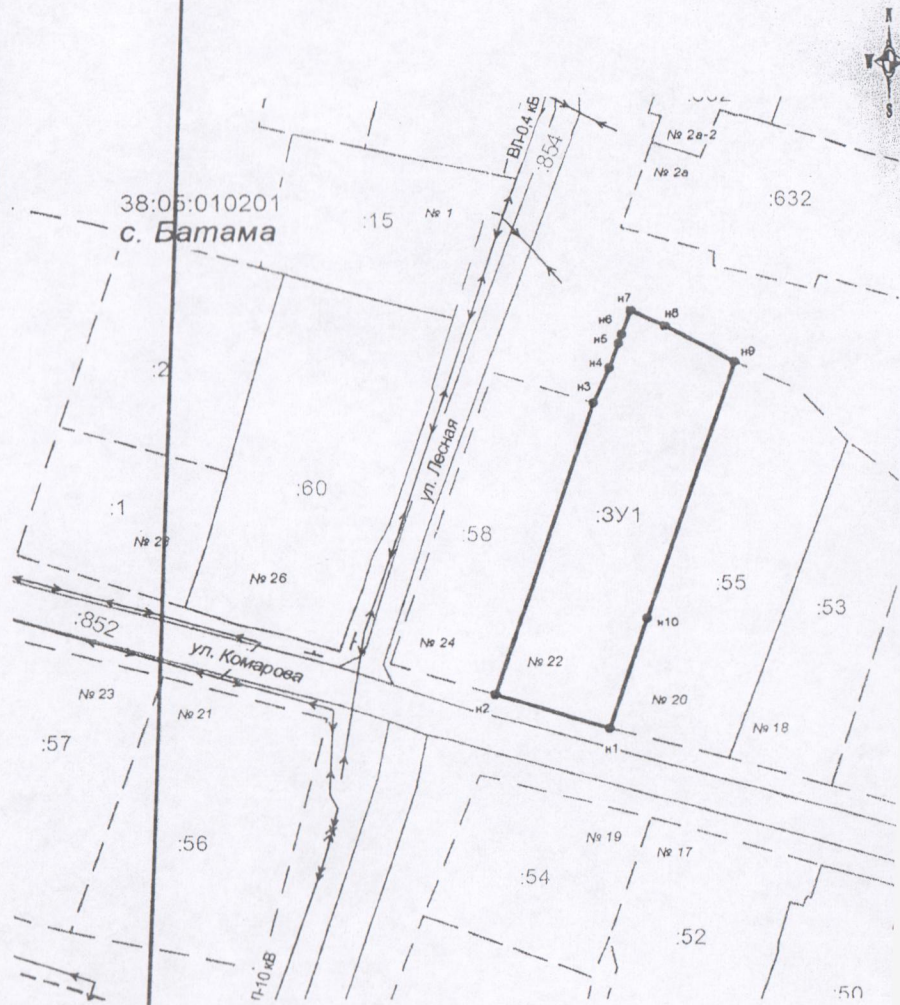 N
W
S
ВЛ-0,4 кВ
:854
№ 2а-2
№ 2а
:632
38:05:010201
с. Батама
:15
№ 1
н7
н8
н6
н5
н9
н4
н3
:2
ул. Лесная
:60
:1
:58
:ЗУ1
№ 28
№ 26
:55
:53
:852
ул. Комарова
№ 24
№ 22
н10
№ 20
№ 18
н2
н1
№ 23
№ 21
:57
:56
№ 19
№ 17
:54
:52
:50